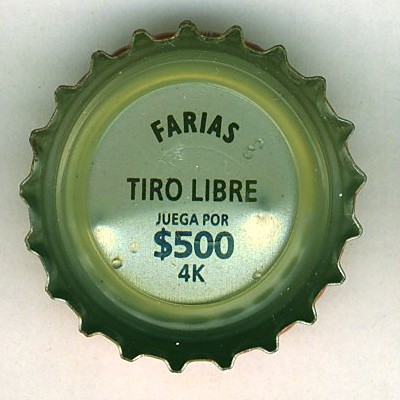 FARIAS
TIRO LIBRE
JUEGA POR
$500
4K